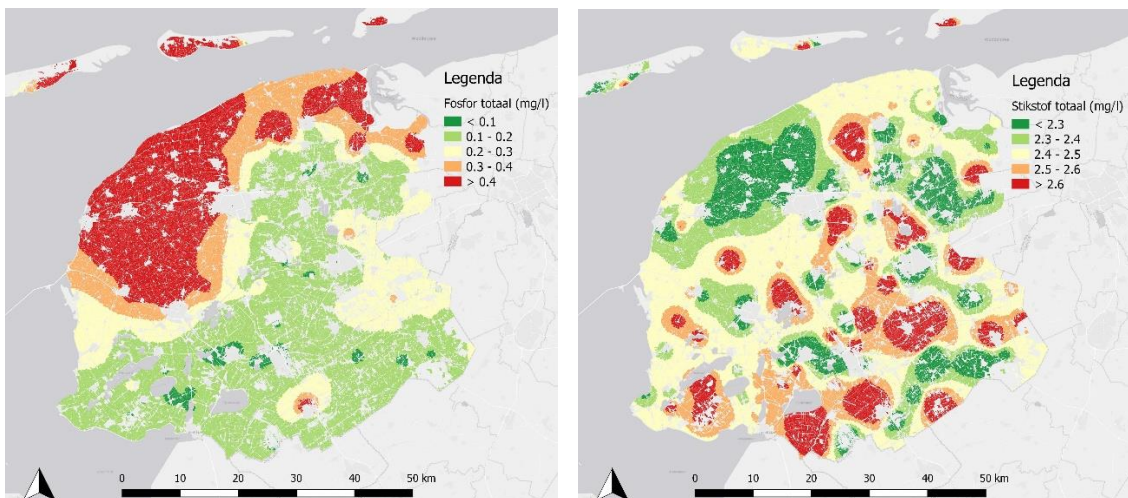 Legenda
Fosfor totaal (mg/l)
< 0.1
0.1 - 0.2
0.2 - 0.3
0.3 - 0.4
> 0.4
0 10 20 30 40 50 km
Legenda
Stikstof totaal (mg/l)
< 2.3
2.3 - 2.4
2.4 - 2.5
2.5 - 2.6
> 2.6
0 10 20 30 40 50 km